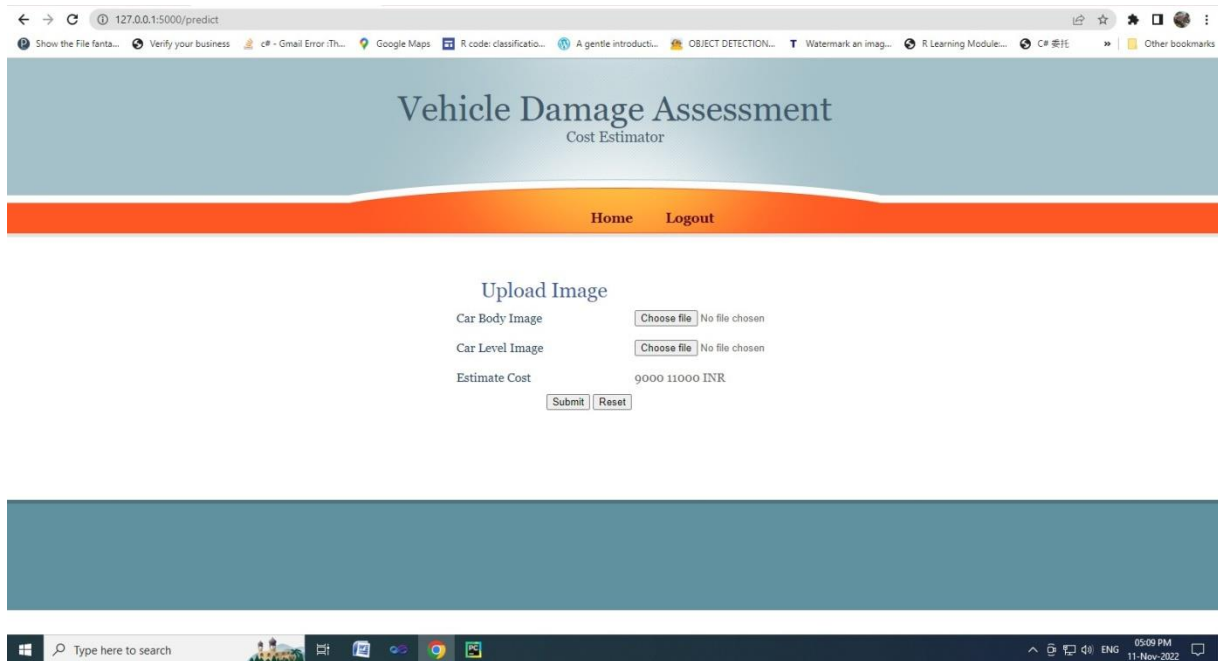 127.0.0.1:5000/predict
Show the File fanta... Verify your business c# - Gmail Error :Th... Google Maps R code: classificatio... A gentle introducti... OBJECT DETECTION... Watermark an imag... R Learning Module:... C# 委托 » Other bookmarks
Vehicle Damage Assessment
Cost Estimator
Home Logout
Upload Image
Car Body Image Choose file No file chosen
Car Level Image Choose file No file chosen
Estimate Cost 9000 11000 INR
Submit Reset
Type here to search ENG 05:09 PM
11-Nov-2022